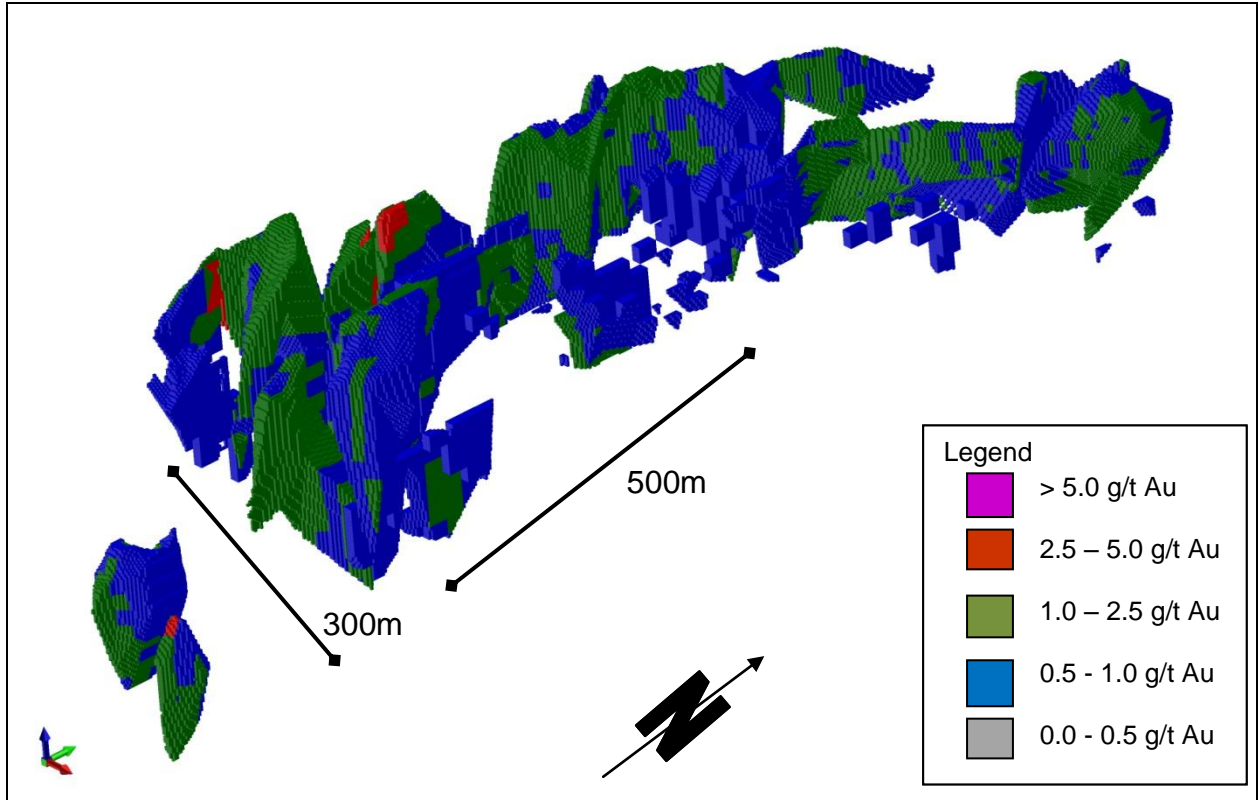 500m
300m
N
Legend
> 5.0 g/t Au
2.5 – 5.0 g/t Au
1.0 – 2.5 g/t Au
0.5 - 1.0 g/t Au
0.0 - 0.5 g/t Au